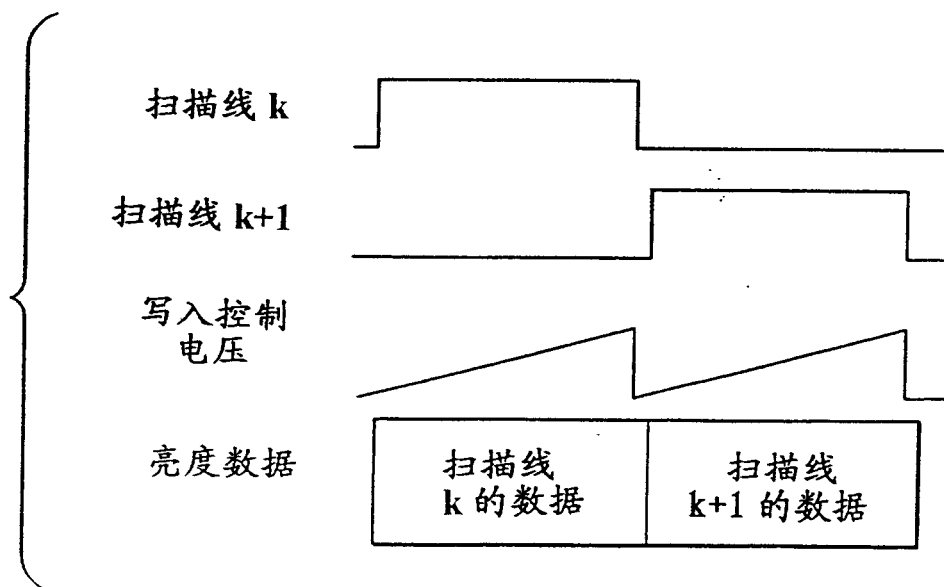 扫描线 k
扫描线 k+1
写入控制
电压
亮度数据
扫描线
k 的数据
扫描线
k+1 的数据